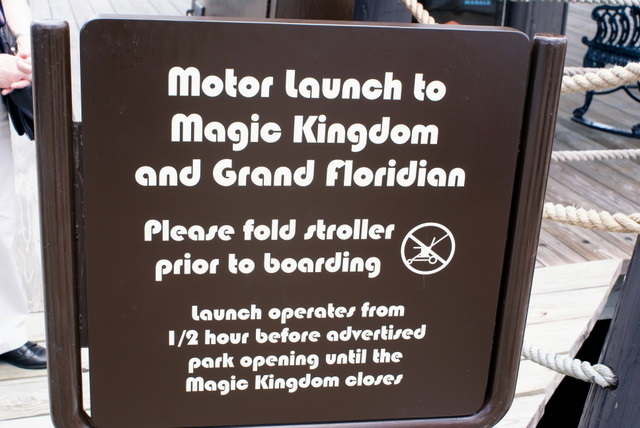 Motor Launch to
Magic Kingdom
and Grand Floridian
Please fold stroller
prior to boarding
Launch operates from
1/2 hour before advertised
park opening until the
Magic Kingdom closes